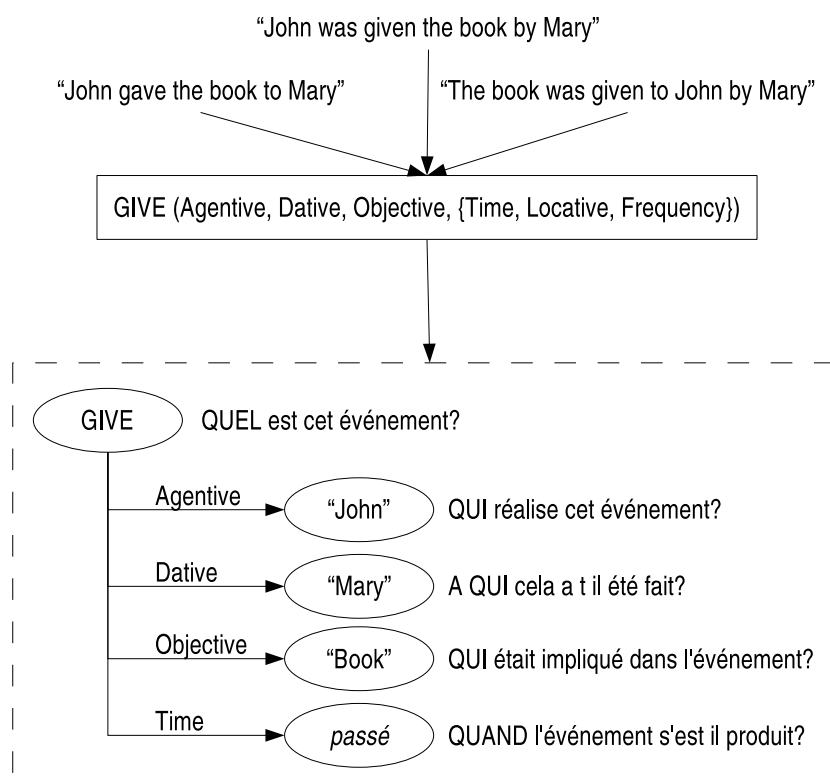 “John was given the book by Mary”
“John gave the book to Mary” “The book was given to John by Mary”
GIVE (Agentive, Dative, Objective, {Time, Locative, Frequency})
GIVE QUEL est cet événement?
Agentive “John” QUI réalise cet événement?
Dative “Mary” A QUI cela a t il été fait?
Objective “Book” QUI était impliqué dans l'événement?
Time passé QUAND l'événement s'est il produit?